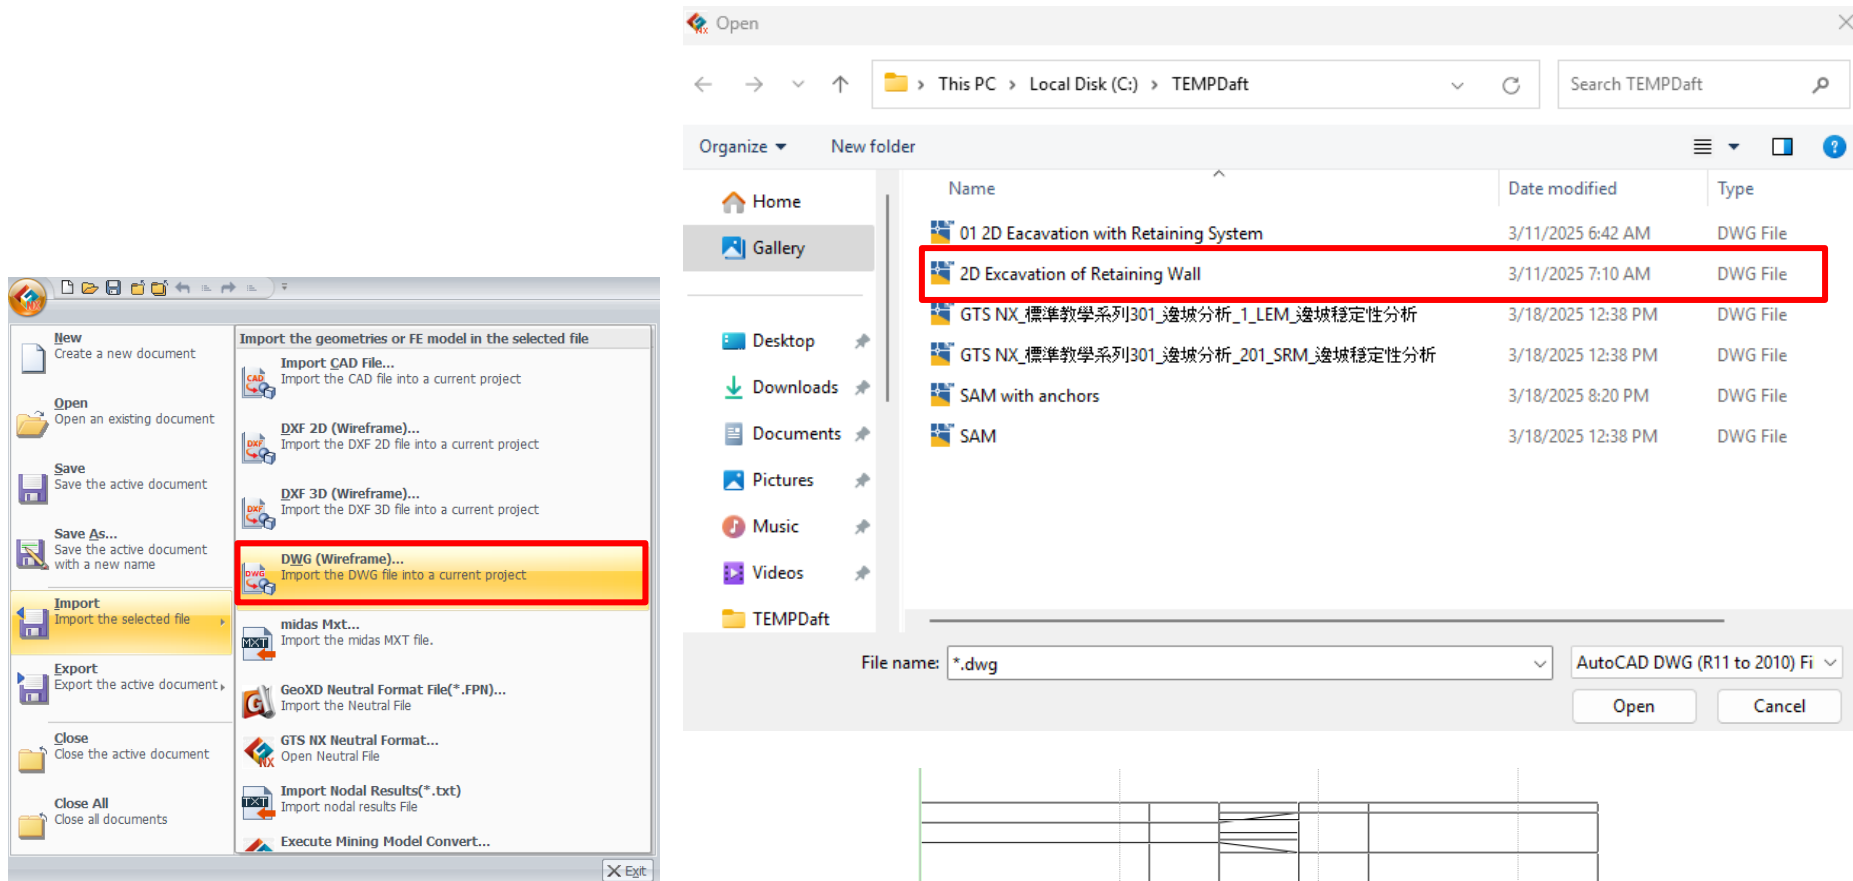 New
Create a new document
Open
Open an existing document
Save
Save the active document
Save As...
Save the active document
with a new name
Import
Import the selected file
Export
Export the active document
Close
Close the active document
Close All
Close all documents
Import the geometries or FE model in the selected file
CAD
Import CAD File...
Import the CAD file into a current project
DXF
DXF 2D (Wireframe)...
Import the DXF 2D file into a current project
DXF
DXF 3D (Wireframe)...
Import the DXF 3D file into a current project
DWG
DWG (Wireframe)...
Import the DWG file into a current project
MXT
midas Mxt...
Import the midas MXT file.
GeoXD Neutral Format File(*.FPN)...
Import the Neutral File
NX
GTS NX Neutral Format...
Open Neutral File
TXT
Import Nodal Results(*.txt)
Import nodal results File
Execute Mining Model Convert...
X Exit
NX
Open
This PC > Local Disk (C:) > TEMPDaft
Search TEMPDaft
Organize
New folder
Home
Gallery
Desktop
Downloads
Documents
Pictures
Music
Videos
TEMPDaft
Name Date modified Type
01 2D Eacavation with Retaining System 3/11/2025 6:42 AM DWG File
2D Excavation of Retaining Wall 3/11/2025 7:10 AM DWG File
GTS NX_標準教學系列301_邊坡分析_1_LEM_邊坡穩定性分析 3/18/2025 12:38 PM DWG File
GTS NX_標準教學系列301_邊坡分析_201_SRM_邊坡穩定性分析 3/18/2025 12:38 PM DWG File
SAM with anchors 3/18/2025 8:20 PM DWG File
SAM 3/18/2025 12:38 PM DWG File
File name: *.dwg
AutoCAD DWG (R11 to 2010) Fi
Open
Cancel